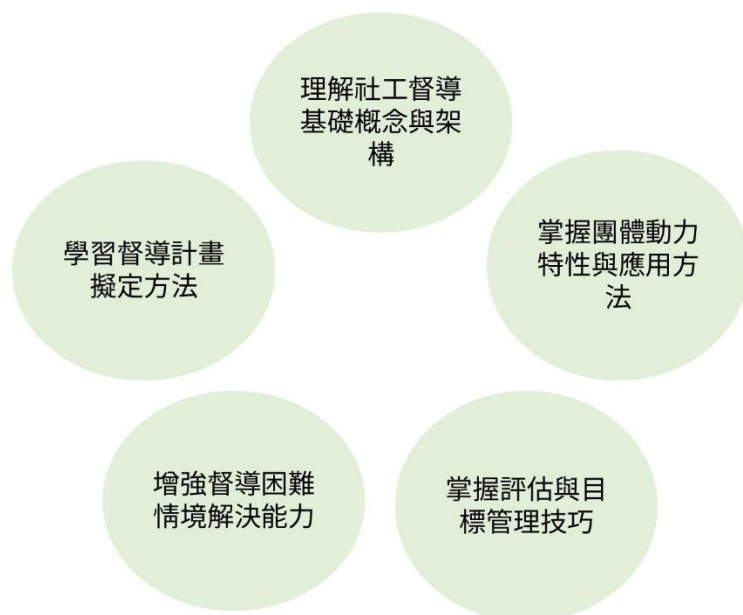 理解社工督導
基礎概念與架
構
學習督導計畫
擬定方法
掌握團體動力
特性與應用方
法
增強督導困難
情境解決能力
掌握評估與目
標管理技巧